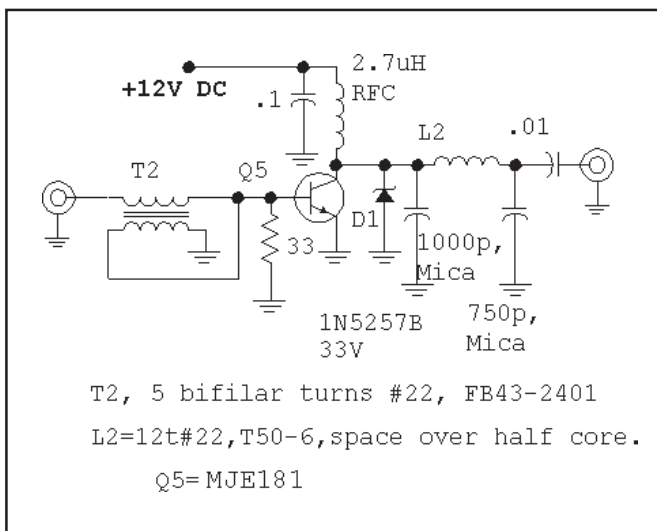 2.7uH
+12V DC
.1
RFC
L2
.01
T2
Q5
D1
33
1000p,
Mica
1N5257B
33V
750p,
Mica
T2, 5 bifilar turns #22, FB43-2401
L2=12t#22,T50-6,space over half core.
Q5= MJE181